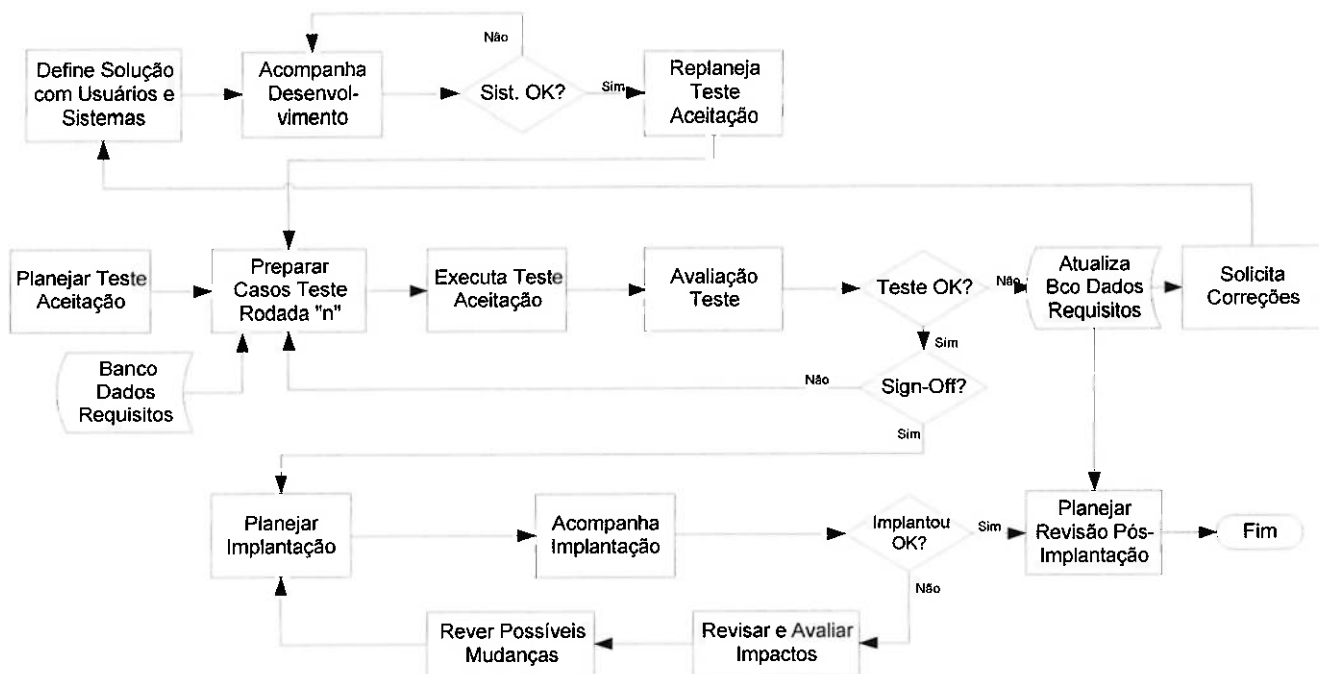 Não
Define Solução
com Usuários e
Sistemas
Acompanha
Desenvol-
vimento
Sist. OK?
Sim
Replaneja
Teste
Aceitação
Planejar Teste
Aceitação
Preparar
Casos Teste
Rodada "n"
Executa Teste
Aceitação
Avaliação
Teste
Teste OK?
Não
Atualiza
Bco Dados
Requisitos
Solicita
Correções
Sim
Banco
Dados
Requisitos
Não
Sign-Off?
Sim
Planejar
Implantação
Acompanha
Implantação
Implantou
OK?
Sim
Planejar
Revisão Pós-
Implantação
Fim
Não
Rever Possíveis
Mudanças
Revisar e Avaliar
Impactos